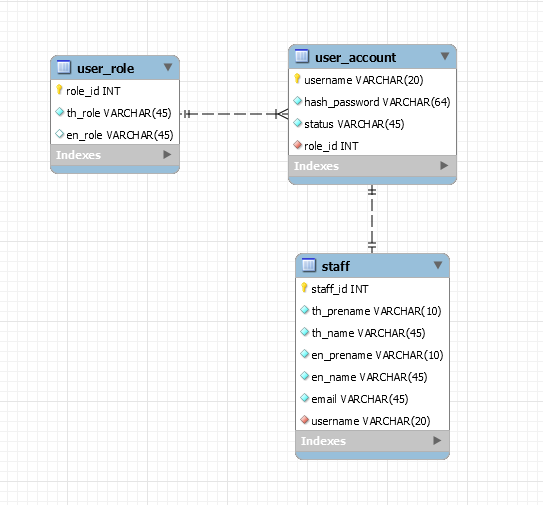 user_role
role_id INT
th_role VARCHAR(45)
en_role VARCHAR(45)
Indexes
user_account
username VARCHAR(20)
hash_password VARCHAR(64)
status VARCHAR(45)
role_id INT
Indexes
staff
staff_id INT
th_prename VARCHAR(10)
th_name VARCHAR(45)
en_prename VARCHAR(10)
en_name VARCHAR(45)
email VARCHAR(45)
username VARCHAR(20)
Indexes